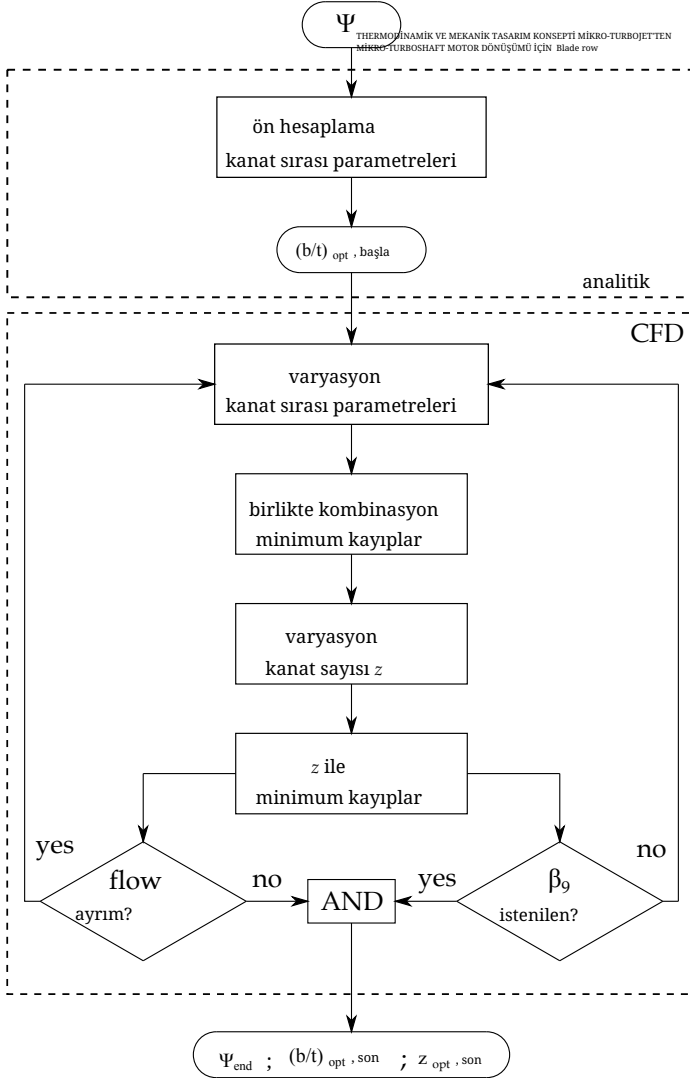 Ψ
THERMODİNAMİK VE MEKANİK TASARIM KONSEPTİ MİKRO-TURBOJET'TEN
MİKRO-TURBOSHAFT MOTOR DÖNÜŞÜMÜ İÇİN Blade row
ön hesaplama
kanat sırası parametreleri
(b/t) opt , başla
analitik
CFD
varyasyon
kanat sırası parametreleri
birlikte kombinasyon
minimum kayıplar
varyasyon
kanat sayısı z
z ile
minimum kayıplar
yes
flow
ayrım?
no
AND
yes
β9
istenilen?
no
Ψend ; (b/t) opt , son ; z opt , son